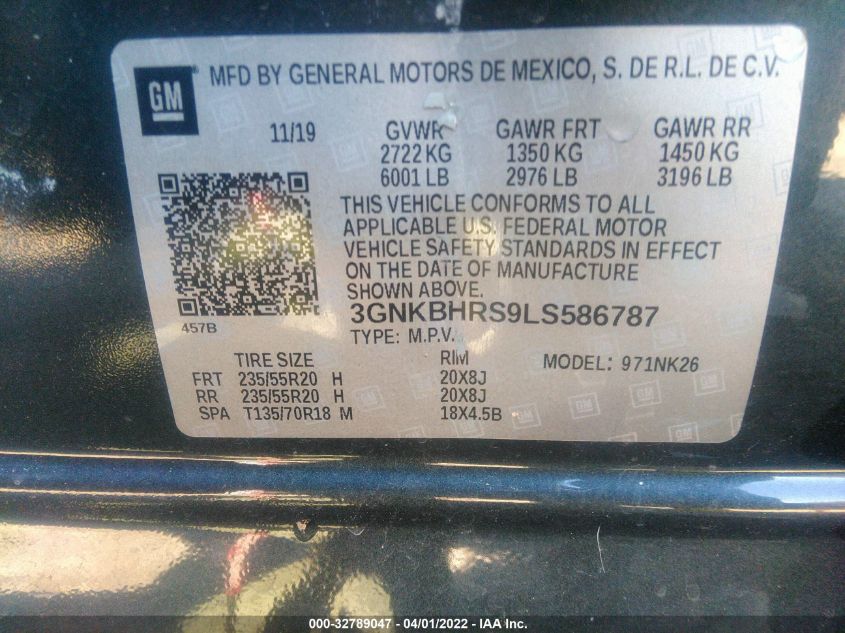 GM
MFD BY GENERAL MOTORS DE MEXICO, S. DE R.L. DE C.V.
11/19 GVWR GAWR FRT GAWR RR
2722 KG 1350 KG 1450 KG
6001 LB 2976 LB 3196 LB
THIS VEHICLE CONFORMS TO ALL
APPLICABLE U.S. FEDERAL MOTOR
VEHICLE SAFETY STANDARDS IN EFFECT
ON THE DATE OF MANUFACTURE
SHOWN ABOVE.
457B
3GNKBHRS9LS586787
TYPE: M.P.V.
TIRE SIZE RIM MODEL: 971NK26
FRT 235/55R20 H 20X8J
RR 235/55R20 H 20X8J
SPA T135/70R18 M 18X4.5B
000-32789047 - 04/01/2022 - IAA Inc.